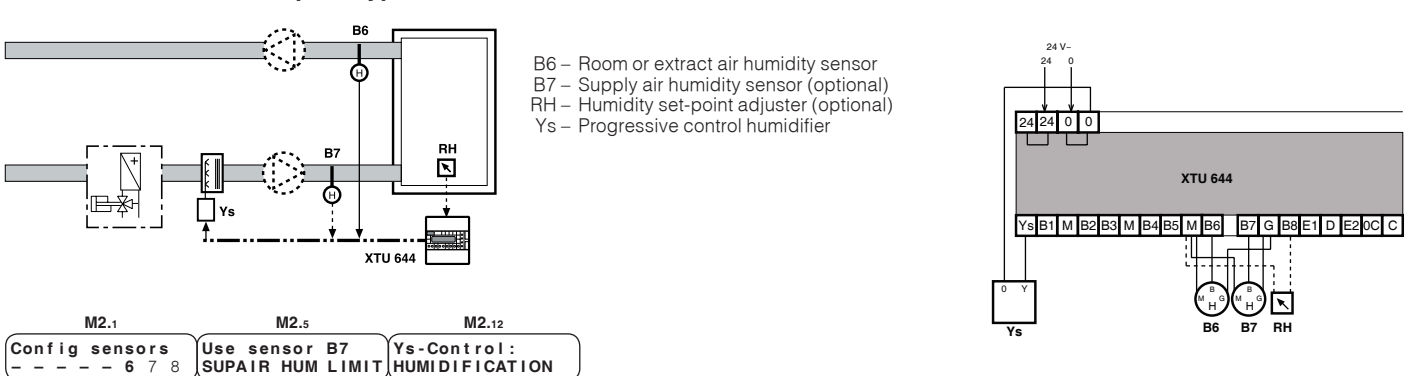 B6
H
B7
H
RH
Ys
+
XTU 644
B6 – Room or extract air humidity sensor
B7 – Supply air humidity sensor (optional)
RH – Humidity set-point adjuster (optional)
Ys – Progressive control humidifier
24 V~
24 0
24 24 0 0
XTU 644
Ys B1 M B2 B3 M B4 B5 M B6 B7 G B8 E1 D E2 0C C
0 Y
Ys
M B G H
B6
M B G H
B7
RH
M2.1
Config sensors
– – – – – 6 7 8
M2.5
Use sensor B7
SUPAIR HUM LIMIT
M2.12
Ys-Control:
HUMIDIFICATION